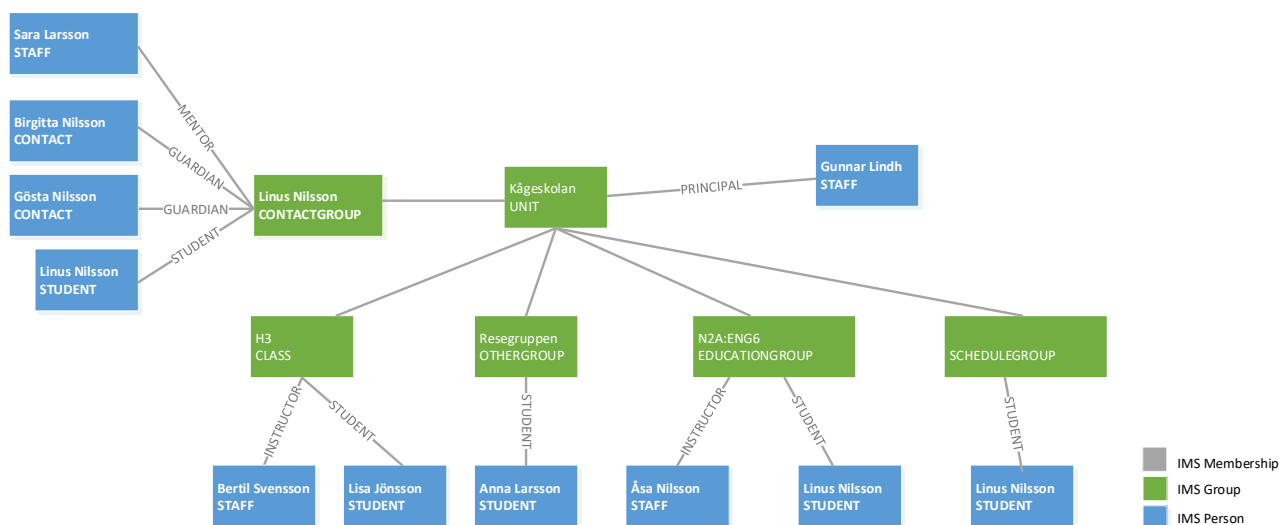 Sara Larsson
STAFF
Birgitta Nilsson
CONTACT
Gösta Nilsson
CONTACT
Linus Nilsson
STUDENT
MENTOR
GUARDIAN
GUARDIAN
STUDENT
Linus Nilsson
CONTACTGROUP
Kågeskolan
UNIT
PRINCIPAL
Gunnar Lindh
STAFF
H3
CLASS
Resegruppen
OTHERGROUP
N2A:ENG6
EDUCATIONGROUP
SCHEDULEGROUP
INSTRUCTOR
STUDENT
STUDENT
INSTRUCTOR
STUDENT
STUDENT
Bertil Svensson
STAFF
Lisa Jönsson
STUDENT
Anna Larsson
STUDENT
Åsa Nilsson
STAFF
Linus Nilsson
STUDENT
Linus Nilsson
STUDENT
IMS Membership
IMS Group
IMS Person